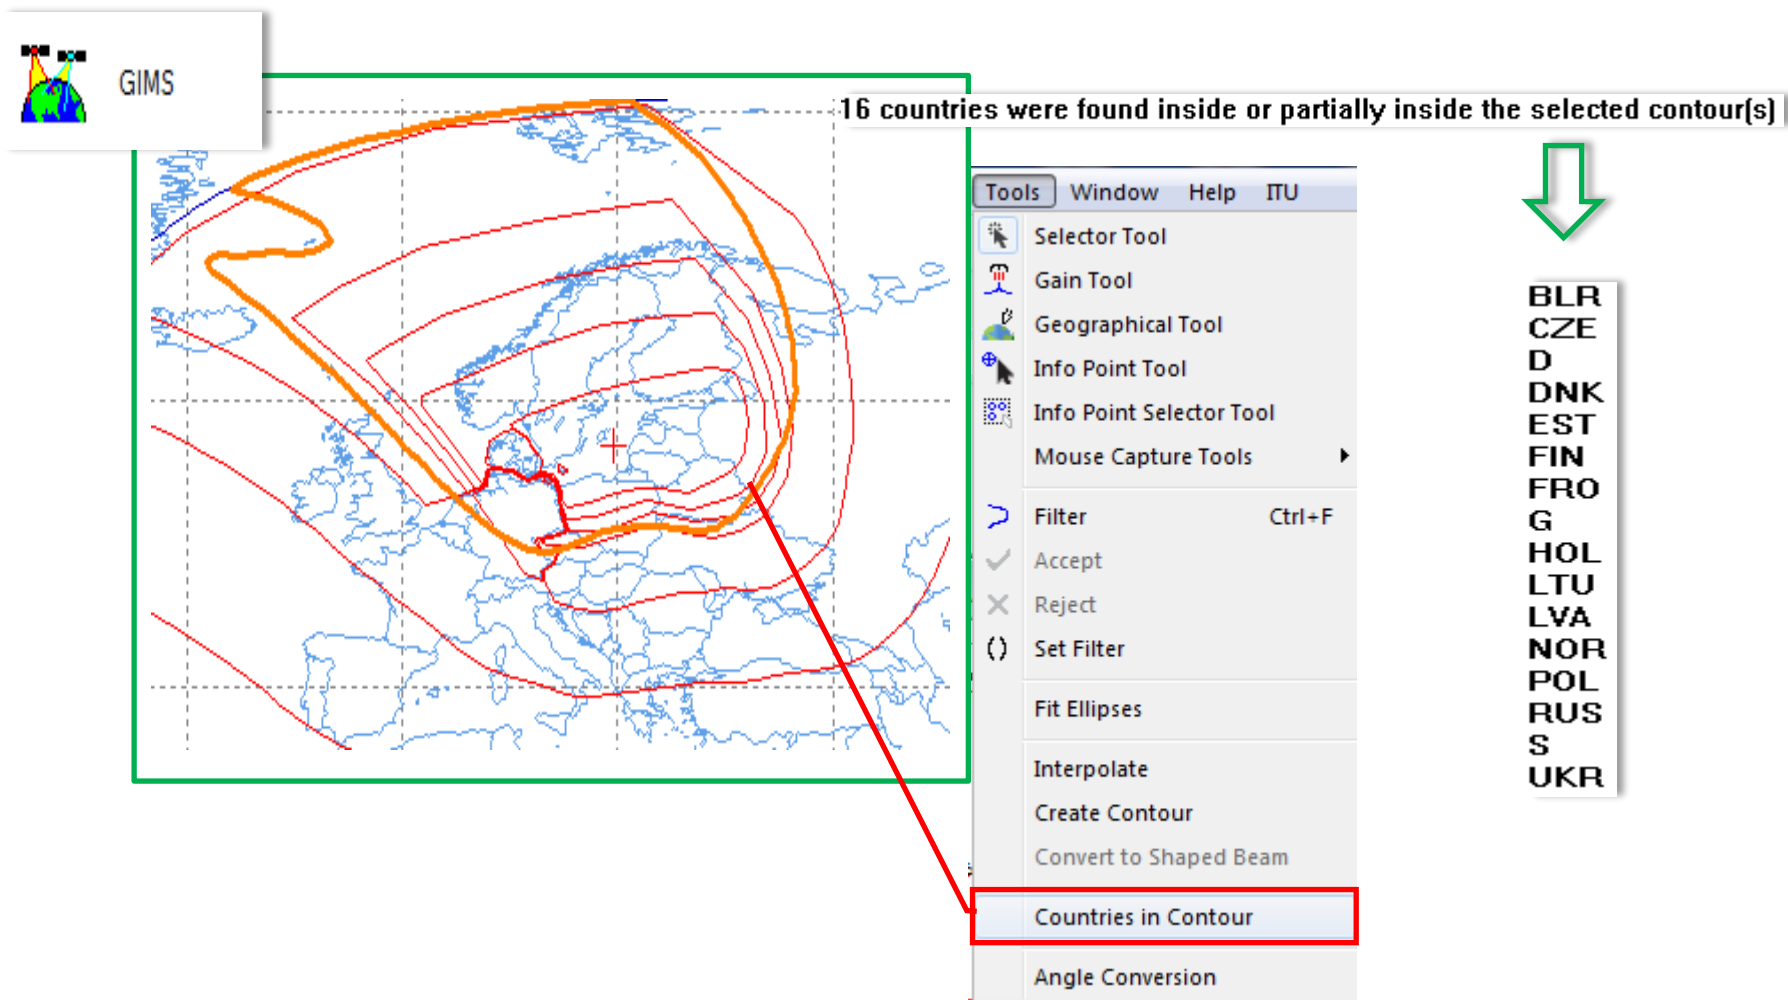 GIMS
16 countries were found inside or partially inside the selected contour(s)
Tools Window Help ITU
Selector Tool
Gain Tool
Geographical Tool
Info Point Tool
Info Point Selector Tool
Mouse Capture Tools
Filter Ctrl+F
Accept
Reject
Set Filter
Fit Ellipses
Interpolate
Create Contour
Convert to Shaped Beam
Countries in Contour
Angle Conversion
BLR
CZE
D
DNK
EST
FIN
FRO
G
HOL
LTU
LVA
NOR
POL
RUS
S
UKR